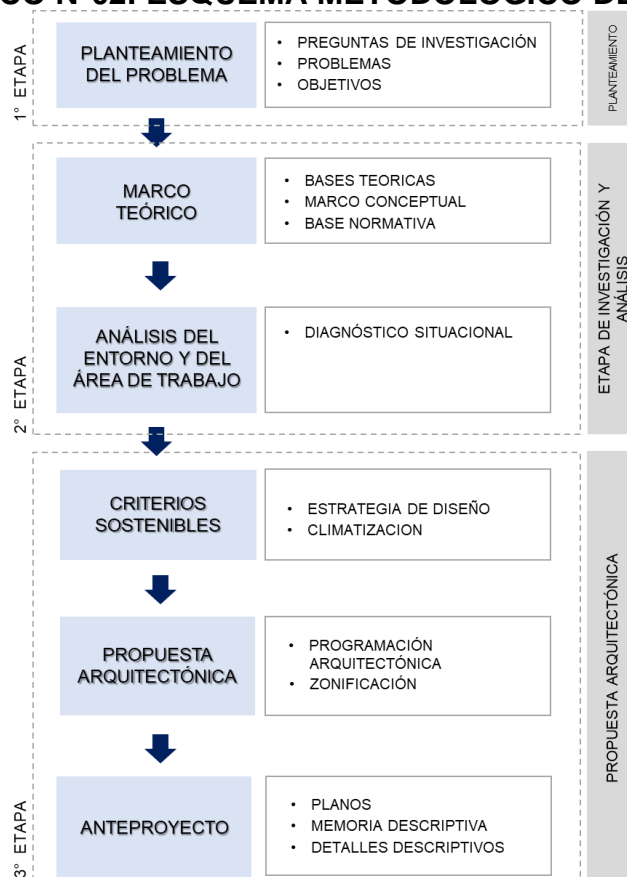 PLANTEAMIENTO
DEL PROBLEMA
• PREGUNTAS DE INVESTIGACIÓN
• PROBLEMAS
• OBJETIVOS
1° ETAPA
PLANTEAMIENTO
MARCO
TEÓRICO
• BASES TEORICAS
• MARCO CONCEPTUAL
• BASE NORMATIVA
ANÁLISIS DEL
ENTORNO Y DEL
ÁREA DE TRABAJO
• DIAGNÓSTICO SITUACIONAL
2° ETAPA
ETAPA DE INVESTIGACIÓN Y
ANÁLISIS
CRITERIOS
SOSTENIBLES
• ESTRATEGIA DE DISEÑO
• CLIMATIZACION
PROPUESTA
ARQUITECTÓNICA
• PROGRAMACIÓN
ARQUITECTÓNICA
• ZONIFICACIÓN
ANTEPROYECTO
• PLANOS
• MEMORIA DESCRIPTIVA
• DETALLES DESCRIPTIVOS
3° ETAPA
PROPUESTA ARQUITECTÓNICA